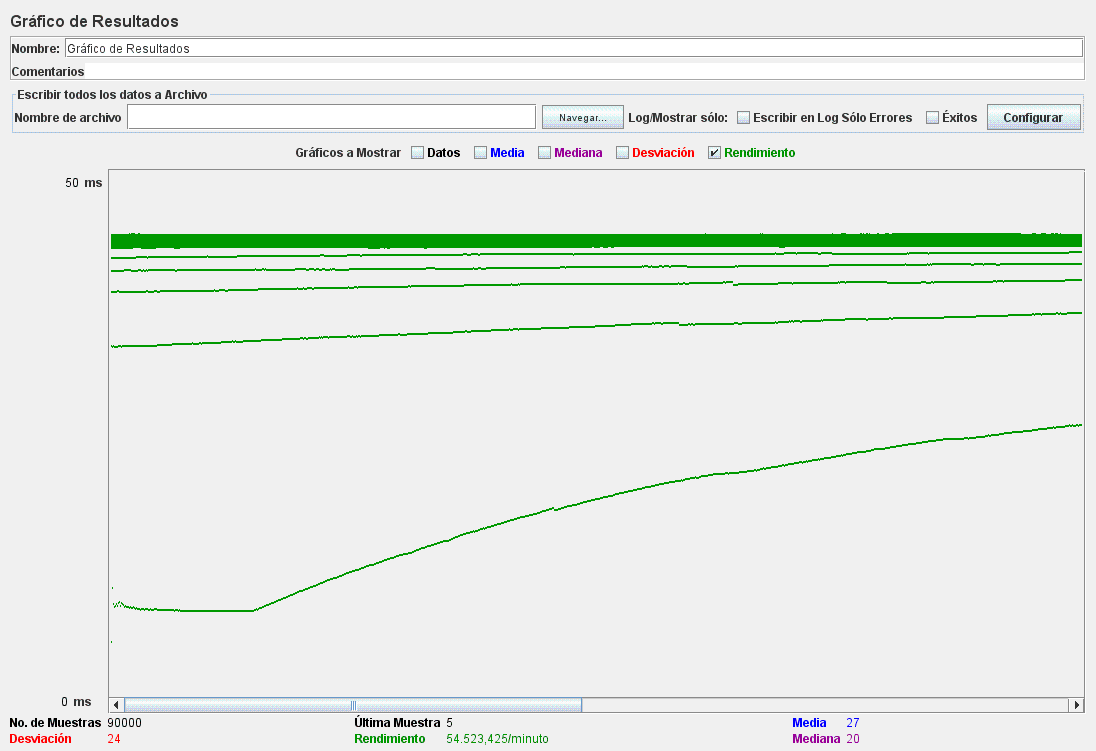 Gráfico de Resultados
Nombre: Gráfico de Resultados
Comentarios
Escribir todos los datos a Archivo
Nombre de archivo Navegar... Log/Mostrar sólo: Escribir en Log Sólo Errores Éxitos Configurar
Gráficos a Mostrar Datos Media Mediana Desviación Rendimiento
50 ms
0 ms
No. de Muestras 90000 Última Muestra 5 Media 27
Desviación 24 Rendimiento 54.523,425/minuto Mediana 20